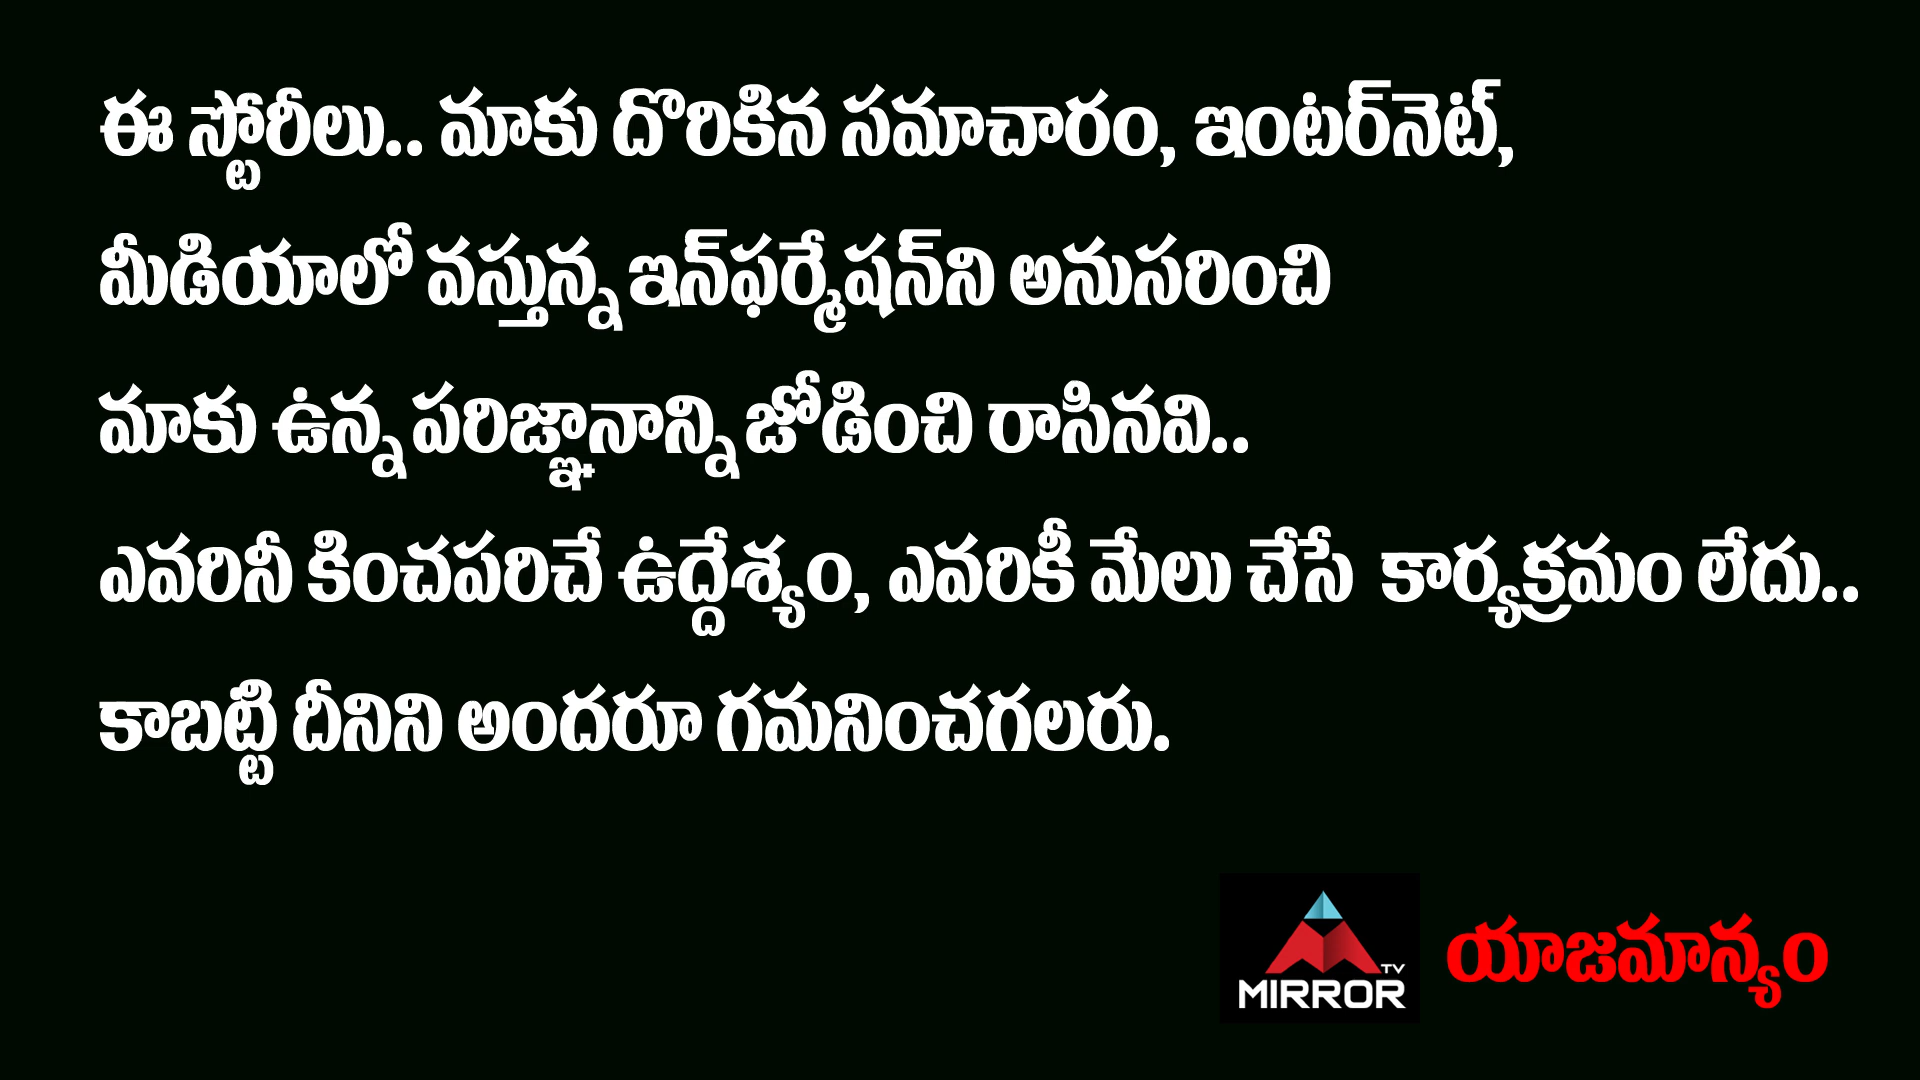 ఈ స్టోరీలు.. మాకు దొరికిన సమాచారం, ఇంటర్‌నెట్,
మీడియాలో వస్తున్న ఇన్‌ఫర్మేషన్‌ని అనుసరించి
మాకు ఉన్న పరిజ్ఞానాన్ని జోడించి రాసినవి..
ఎవరినీ కించపరిచే ఉద్దేశ్యం, ఎవరికీ మేలు చేసే కార్యక్రమం లేదు..
కాబట్టి దీనిని అందరూ గమనించగలరు.
TV
MIRROR
యాజమాన్యం